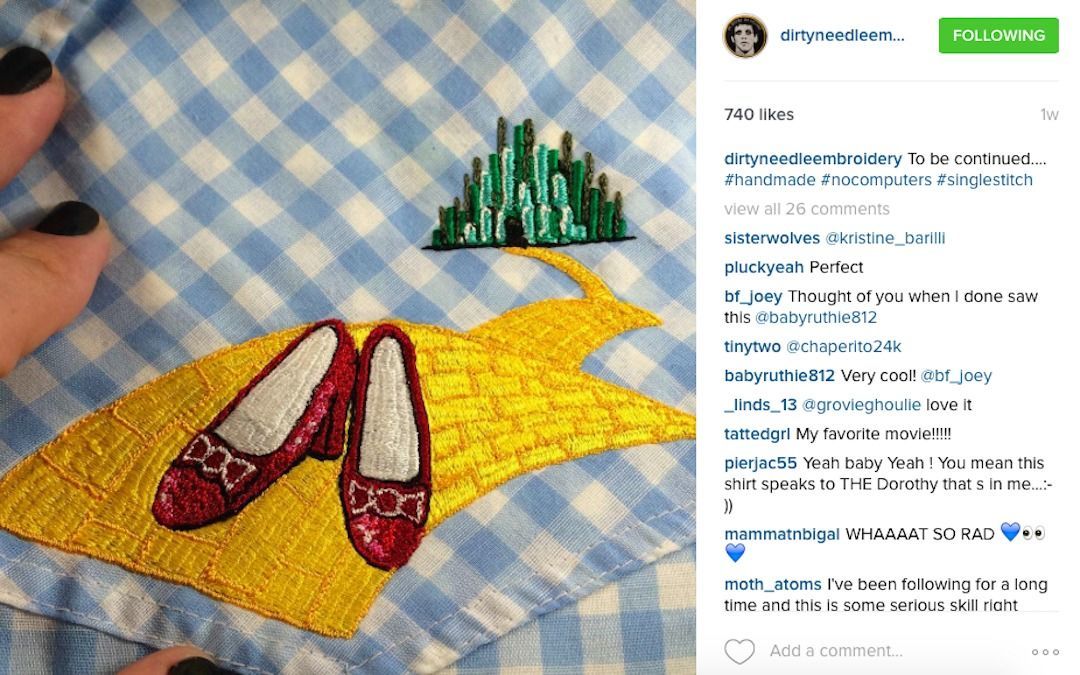 dirtyneedleem...
FOLLOWING
740 likes
1w
dirtyneedleembroidery To be continued....
#handmade #nocomputers #singlestitch
view all 26 comments
sisterwolves @kristine_barilli
pluckyeah Perfect
bf_joey Thought of you when I done saw
this @babyruthie812
tinytwo @chaperito24k
babyruthie812 Very cool! @bf_joey
_linds_13 @grovieghoulie love it
tattedgrl My favorite movie!!!!!
pierjac55 Yeah baby Yeah ! You mean this
shirt speaks to THE Dorothy that s in me...:-
))
mammatnbigal WHAAAAT SO RAD 💙👀
💙
moth_atoms I've been following for a long
time and this is some serious skill right
Add a comment...